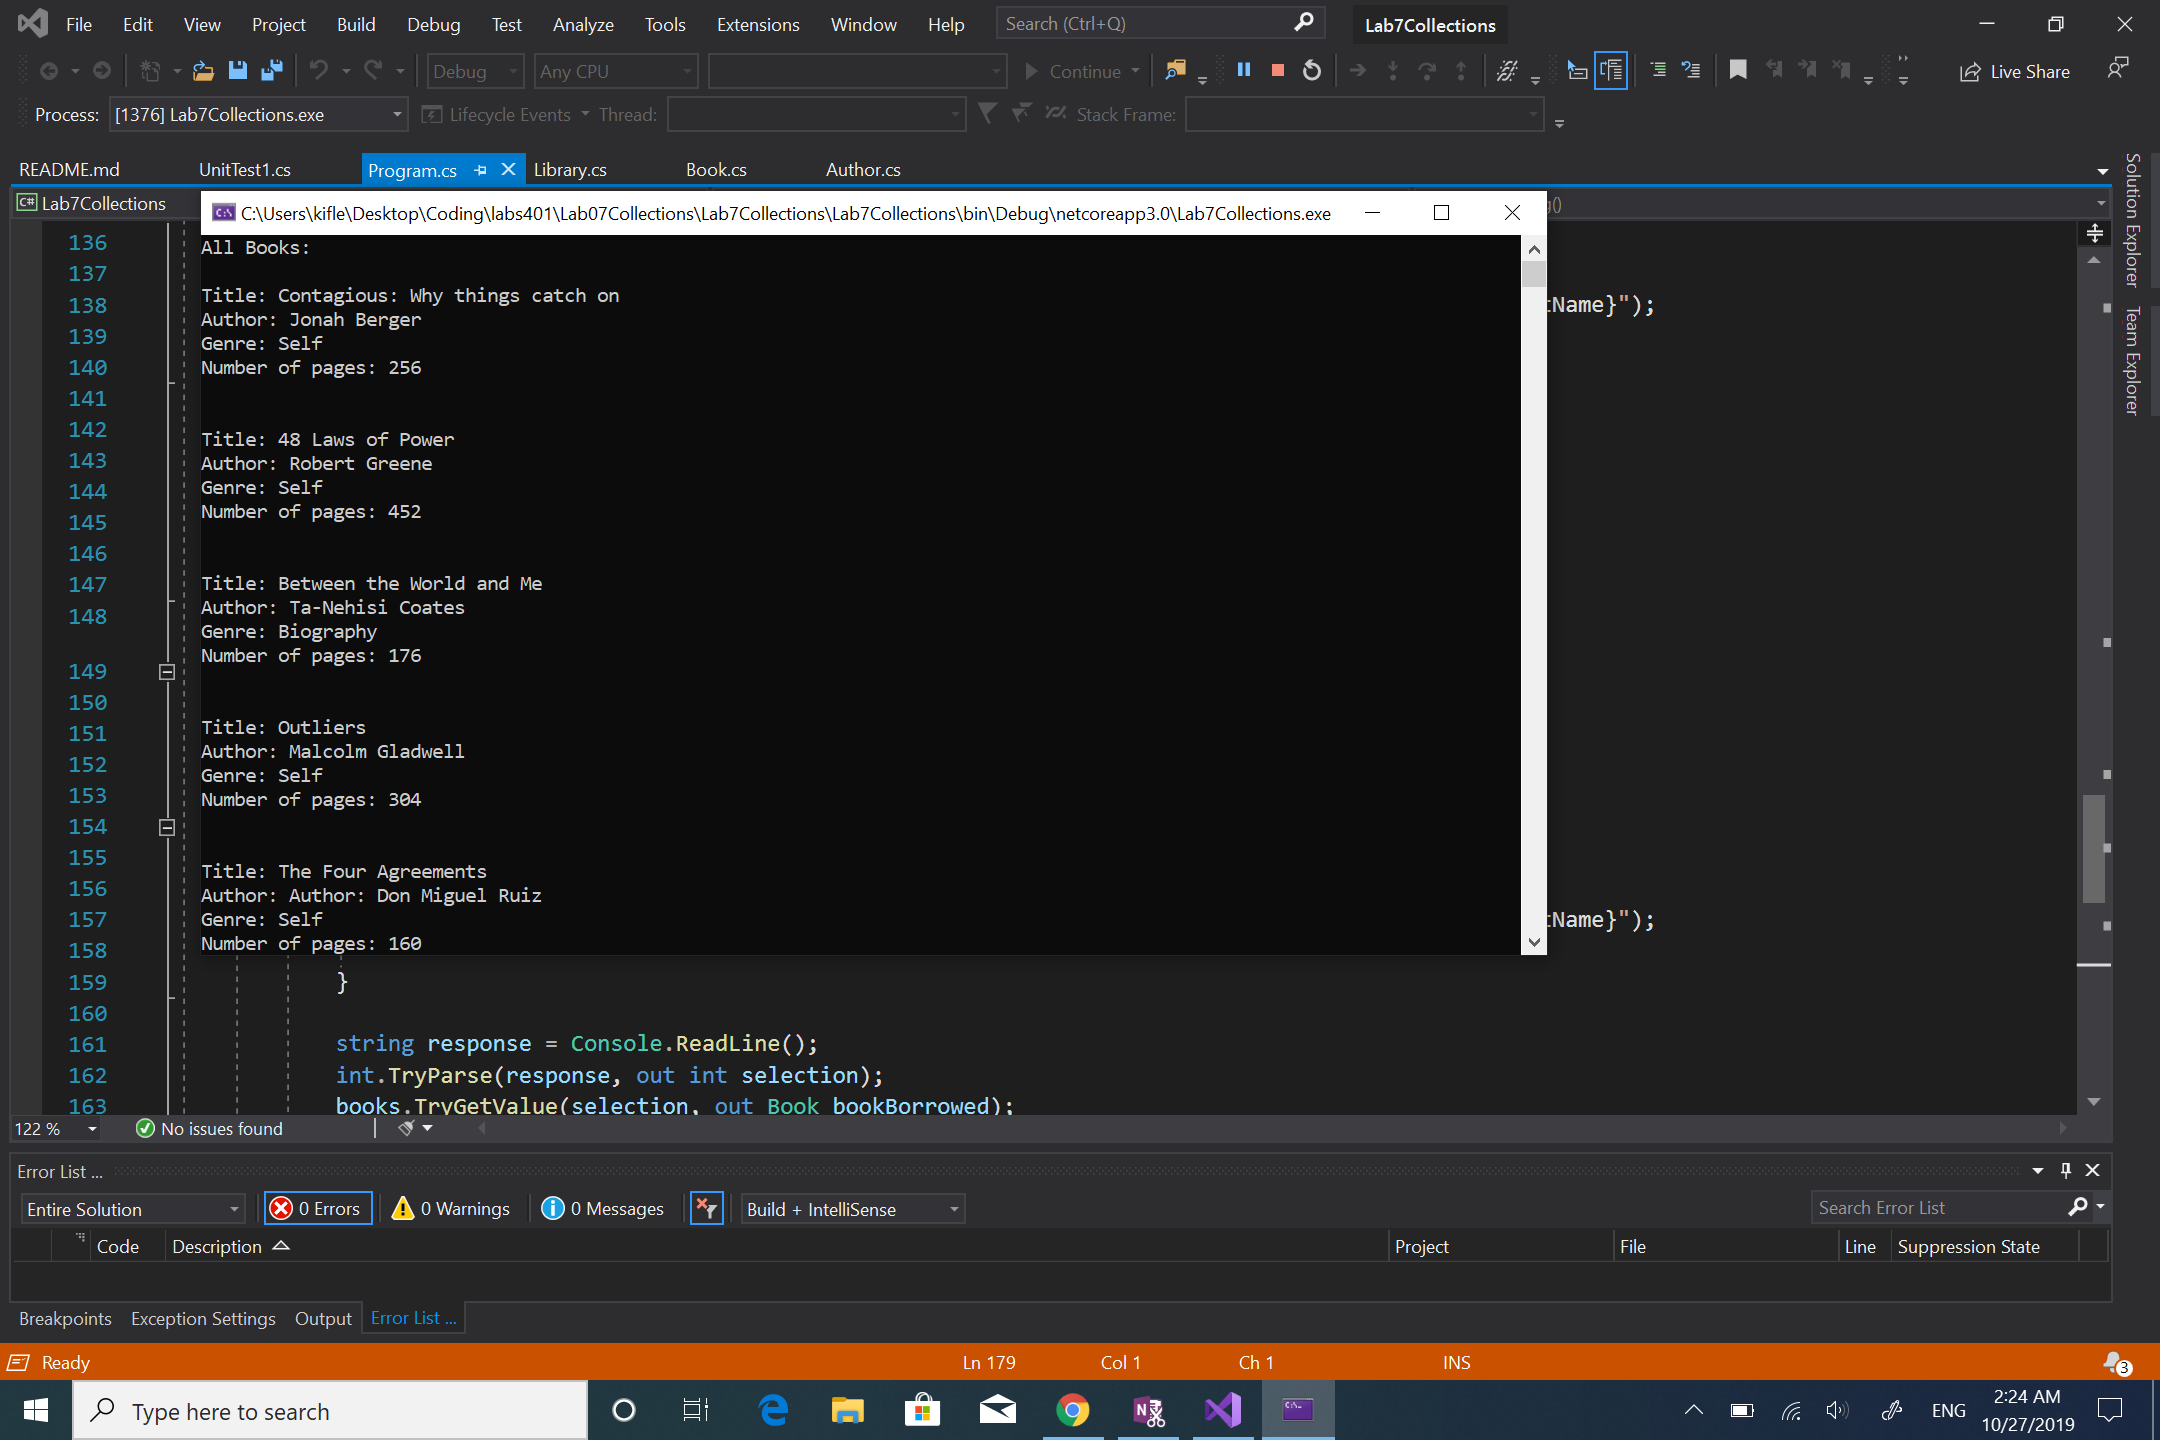 File Edit View Project Build Debug Test Analyze Tools Extensions Window Help Search (Ctrl+Q) Lab7Collections
Debug Any CPU Continue Live Share
Process: [1376] Lab7Collections.exe Lifecycle Events Thread: Stack Frame:
README.md UnitTest1.cs Program.cs Library.cs Book.cs Author.cs
C# Lab7Collections
C:\Users\kifle\Desktop\Coding\labs401\Lab07Collections\Lab7Collections\Lab7Collections\bin\Debug\netcoreapp3.0\Lab7Collections.exe
Solution Explorer
Team Explorer
All Books:
Title: Contagious: Why things catch on
Author: Jonah Berger
Genre: Self
Number of pages: 256
Title: 48 Laws of Power
Author: Robert Greene
Genre: Self
Number of pages: 452
Title: Between the World and Me
Author: Ta-Nehisi Coates
Genre: Biography
Number of pages: 176
Title: Outliers
Author: Malcolm Gladwell
Genre: Self
Number of pages: 304
Title: The Four Agreements
Author: Author: Don Miguel Ruiz
Genre: Self
Number of pages: 160
136
137
138 tName}");
139
140
141
142
143
144
145
146
147
148
149
150
151
152
153
154
155
156
157 tName}");
158
159 }
160
161 string response = Console.ReadLine();
162 int.TryParse(response, out int selection);
163 books.TryGetValue(selection, out Book bookBorrowed);
122 % No issues found
Error List ...
Entire Solution 0 Errors 0 Warnings 0 Messages Build + IntelliSense Search Error List
Code Description Project File Line Suppression State
Breakpoints Exception Settings Output Error List ...
Ready Ln 179 Col 1 Ch 1 INS 3
Type here to search ENG 2:24 AM
10/27/2019